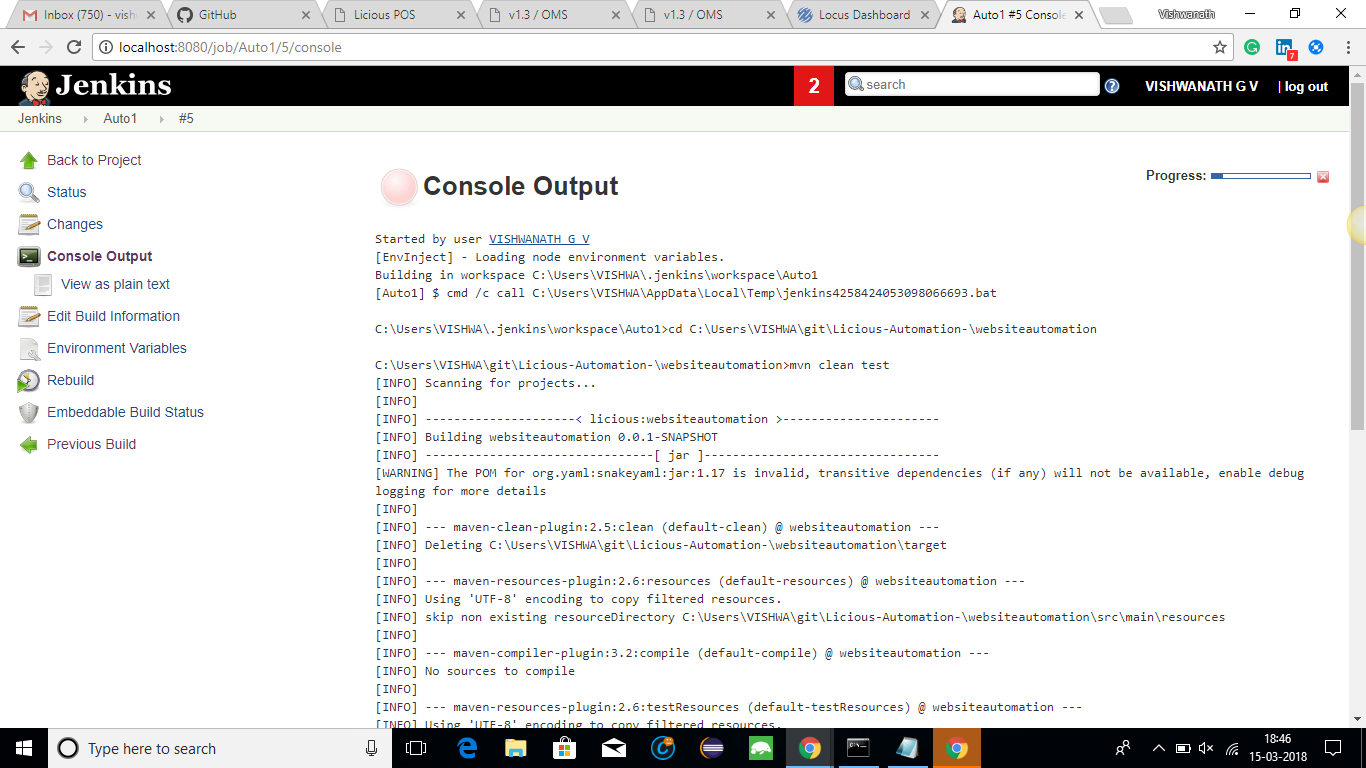 Inbox (750) - vish
GitHub
Licious POS
v1.3 / OMS
v1.3 / OMS
Locus Dashboard
Auto1 #5 Console
Vishwanath
localhost:8080/job/Auto1/5/console
7
Jenkins
2
search
VISHWANATH G V
| log out
Jenkins
Auto1
#5
Back to Project
Status
Changes
Console Output
View as plain text
Edit Build Information
Environment Variables
Rebuild
Embeddable Build Status
Previous Build
Console Output
Progress:
Started by user VISHWANATH G V
[EnvInject] - Loading node environment variables.
Building in workspace C:\Users\VISHWA\.jenkins\workspace\Auto1
[Auto1] $ cmd /c call C:\Users\VISHWA\AppData\Local\Temp\jenkins4258424053098066693.bat
C:\Users\VISHWA\.jenkins\workspace\Auto1>cd C:\Users\VISHWA\git\Licious-Automation-\websiteautomation
C:\Users\VISHWA\git\Licious-Automation-\websiteautomation>mvn clean test
[INFO] Scanning for projects...
[INFO]
[INFO] ---------------------< licious:websiteautomation >----------------------
[INFO] Building websiteautomation 0.0.1-SNAPSHOT
[INFO] --------------------------------[ jar ]---------------------------------
[WARNING] The POM for org.yaml:snakeyaml:jar:1.17 is invalid, transitive dependencies (if any) will not be available, enable debug
logging for more details
[INFO]
[INFO] --- maven-clean-plugin:2.5:clean (default-clean) @ websiteautomation ---
[INFO] Deleting C:\Users\VISHWA\git\Licious-Automation-\websiteautomation\target
[INFO]
[INFO] --- maven-resources-plugin:2.6:resources (default-resources) @ websiteautomation ---
[INFO] Using 'UTF-8' encoding to copy filtered resources.
[INFO] skip non existing resourceDirectory C:\Users\VISHWA\git\Licious-Automation-\websiteautomation\src\main\resources
[INFO]
[INFO] --- maven-compiler-plugin:3.2:compile (default-compile) @ websiteautomation ---
[INFO] No sources to compile
[INFO]
[INFO] --- maven-resources-plugin:2.6:testResources (default-testResources) @ websiteautomation ---
[INFO] Using 'UTF-8' encoding to copy filtered resources.
Type here to search
18:46
15-03-2018